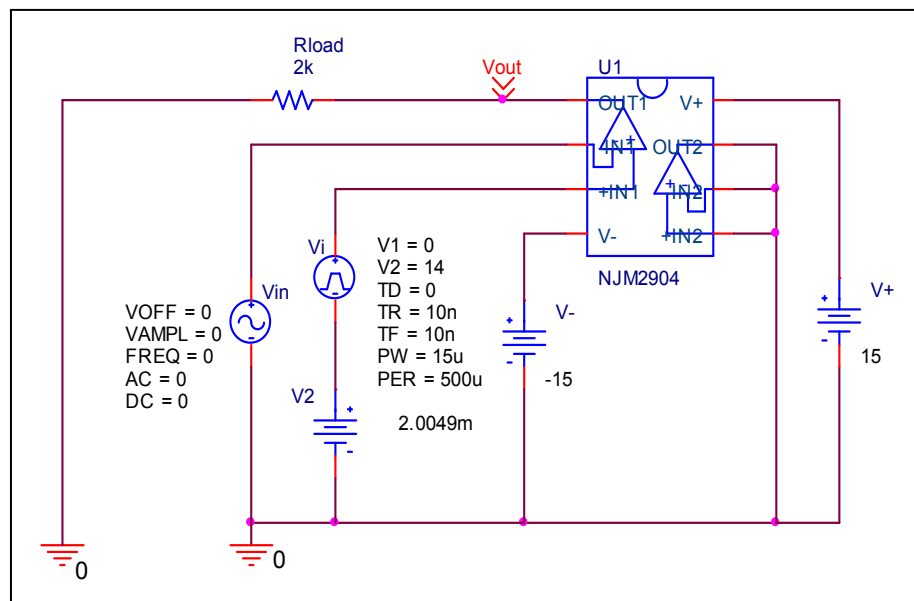 Rload
2k
Vout
U1
OUT1
V+
-IN1
OUT2
+IN1
-IN2
V-
+IN2
NJM2904
Vi
V1 = 0
V2 = 14
TD = 0
TR = 10n
TF = 10n
PW = 15u
PER = 500u
Vin
VOFF = 0
VAMPL = 0
FREQ = 0
AC = 0
DC = 0
V-
-15
V+
15
V2
2.0049m
0
0